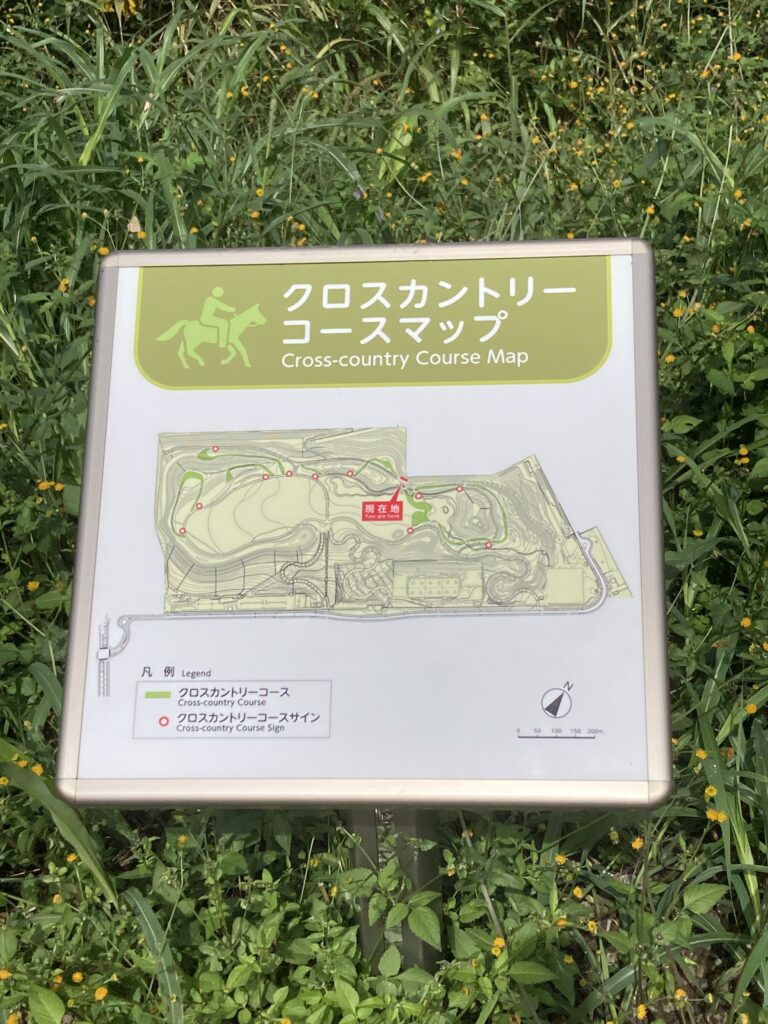 クロスカントリー
コースマップ
Cross-country Course Map
現在地
You are here
凡 例 Legend
クロスカントリーコース
Cross-country Course
クロスカントリーコースサイン
Cross-country Course Sign
N
0 50 100 150 200m